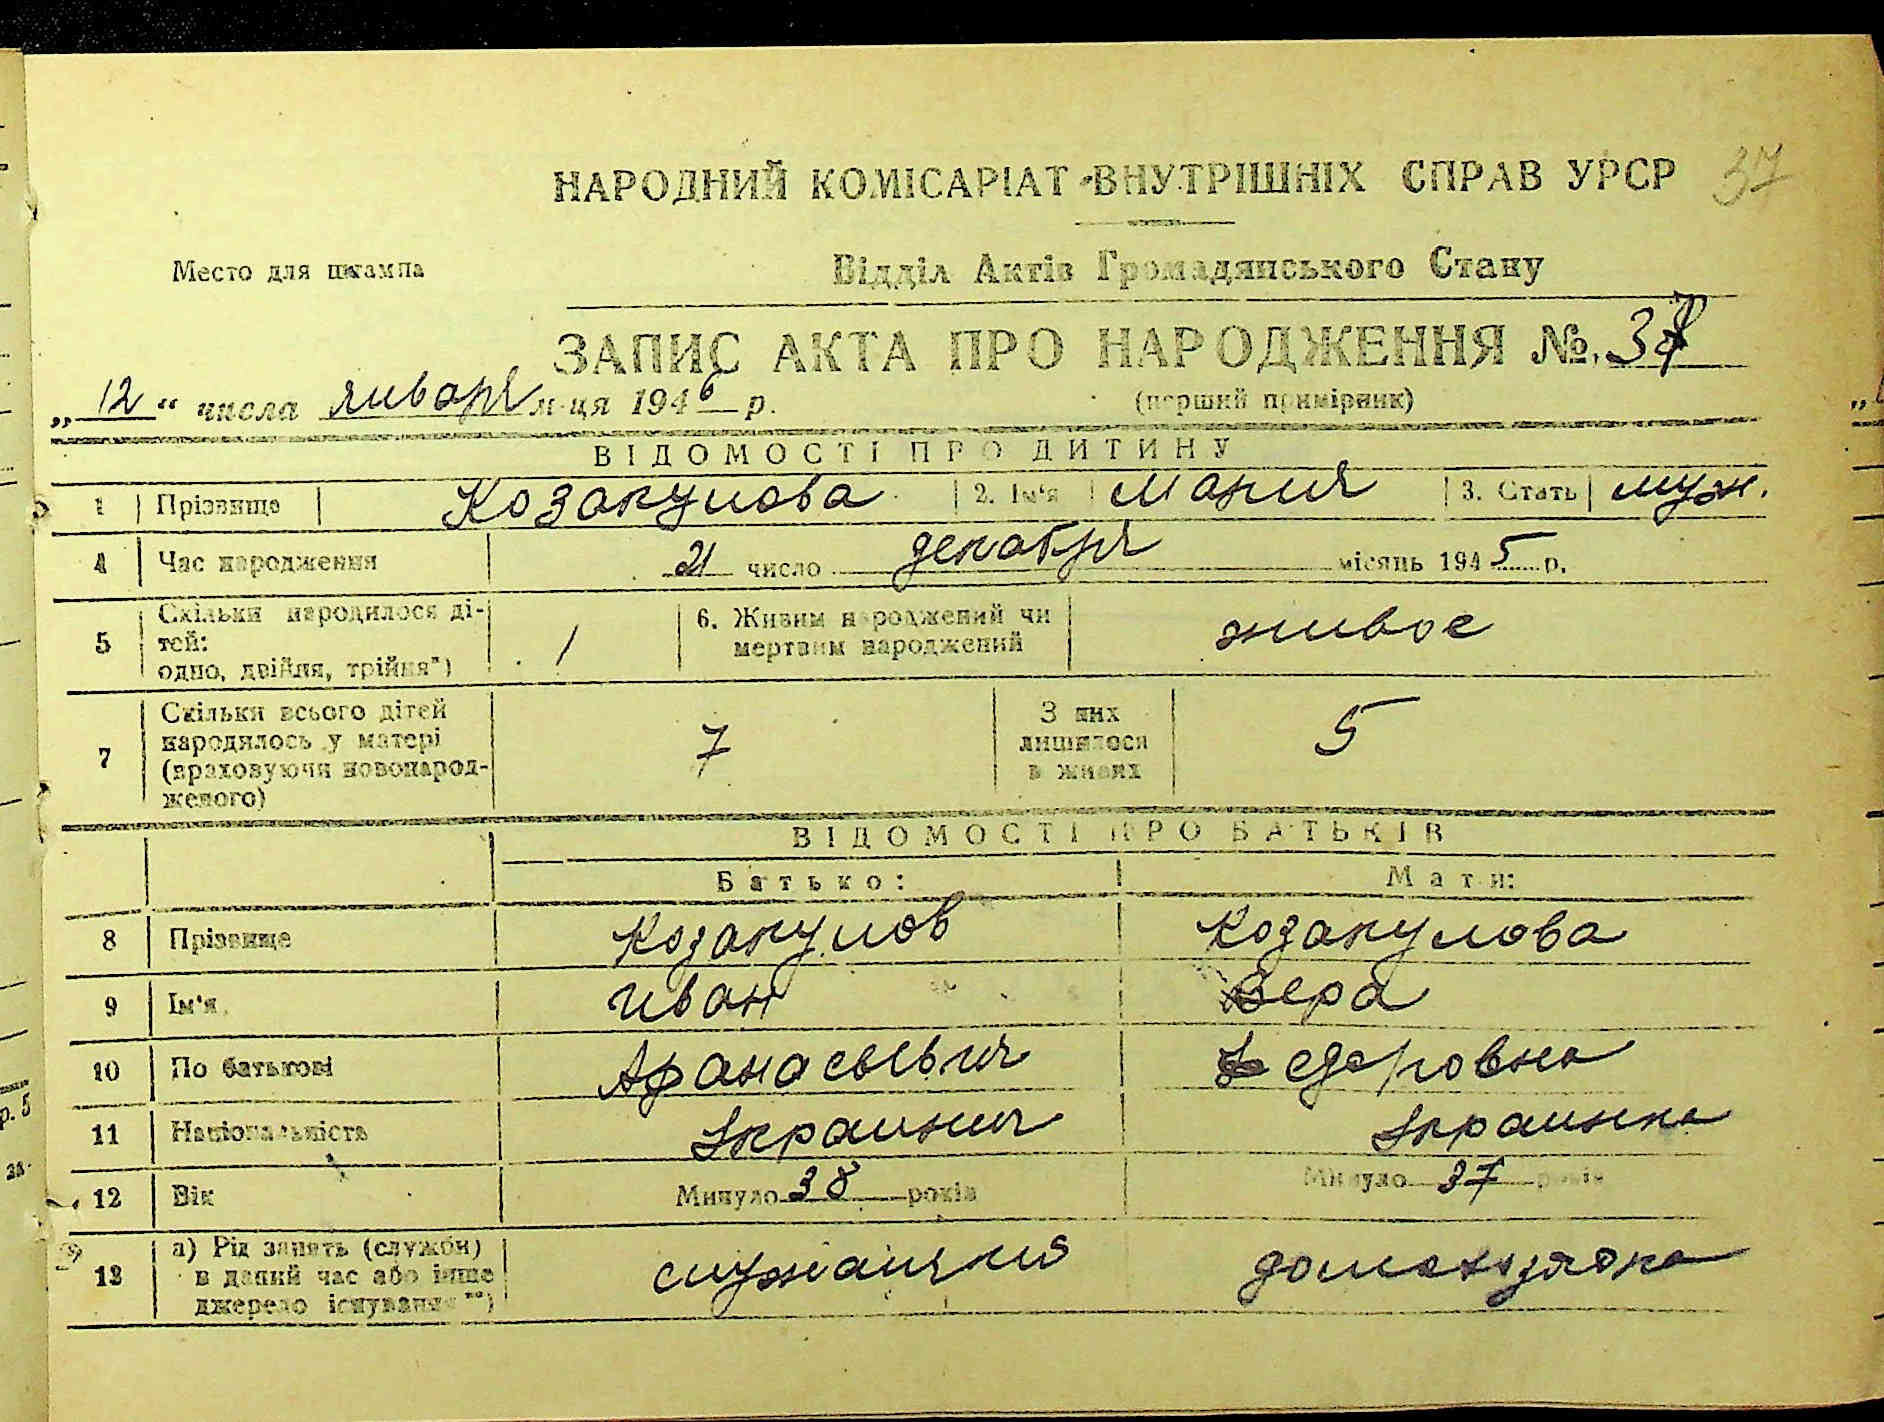 37
НАРОДНИЙ КОМІСАРІАТ ВНУТРІШНІХ СПРАВ УРСР
Место для штампа
Відділ Актів Громадянського Стану
ЗАПИС АКТА ПРО НАРОДЖЕННЯ №. 37
„12“ числа января м-ця 1946 р.
(перший примірник)
ВІДОМОСТІ ПРО ДИТИНУ
1 Прізвище Козакулова 2. Ім'я Мария 3. Стать муж.
4 Час народження 21 число декабря місяць 1945 р.
5 Скільки народилося ді-
тей:
одно, двійня, трійня*) 1
6. Живим народжений чи
мертвим народжений живое
7 Скільки всього дітей
народилось у матері
(враховуючи новонарод-
женого) 7
З них
лишилося
в живих 5
ВІДОМОСТІ ПРО БАТЬКІВ
Батько: Мати:
8 Прізвище Козакулов Козакулова
9 Ім'я Иван Вера
10 По батькові Афанасьевич Федоровна
11 Національність Украинец Украинка
12 Вік Минуло 38 років Минуло 37 років
13 а) Рід занять (служби)
в даний час або інше
джерело існування**) служащий домохозяйка